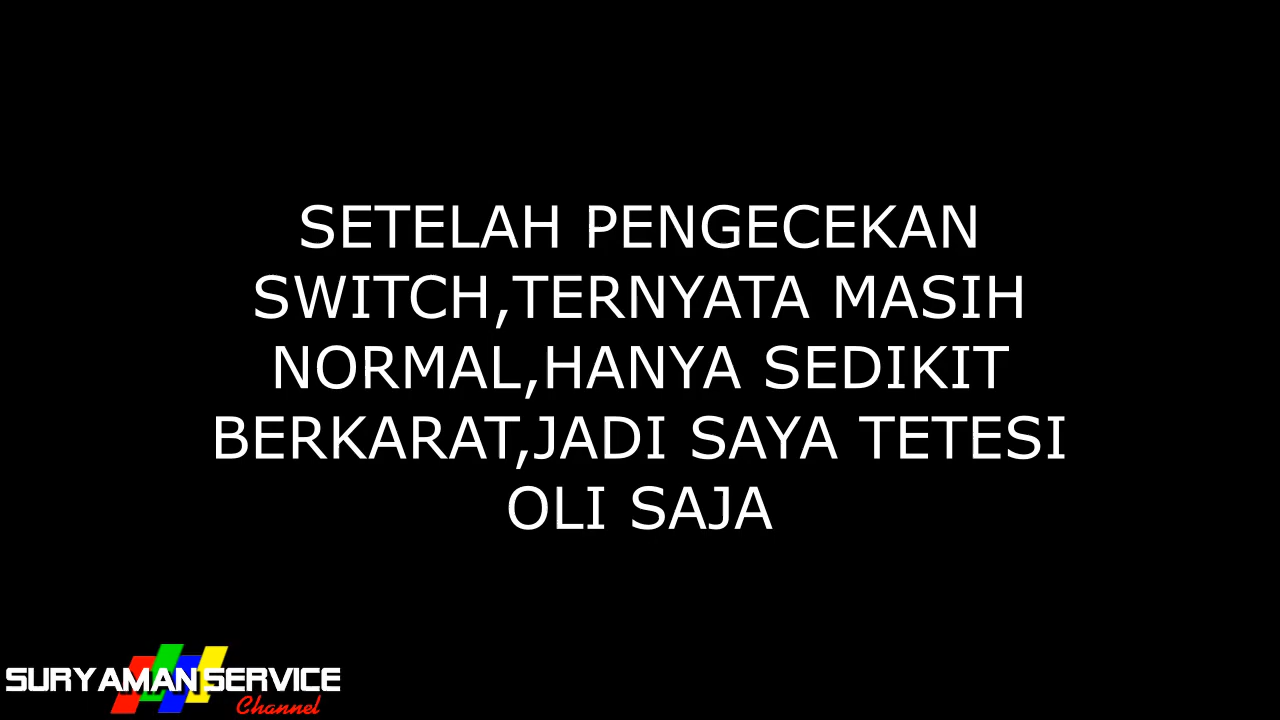 SETELAH PENGECEKAN
SWITCH,TERNYATA MASIH
NORMAL,HANYA SEDIKIT
BERKARAT,JADI SAYA TETESI
OLI SAJA
SURYAMAN SERVICE
Channel